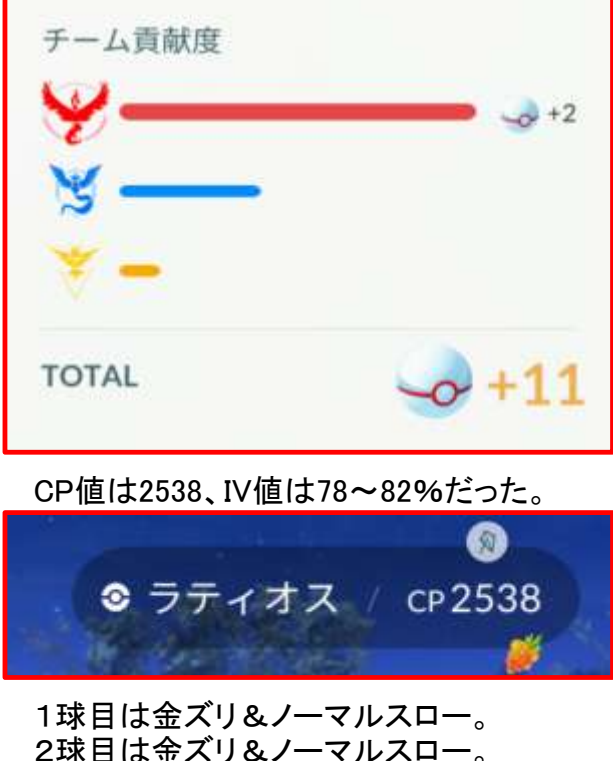 チーム貢献度
+2
TOTAL
+11
CP値は2538、IV値は78～82%だった。
ラティオス / CP2538
１球目は金ズリ＆ノーマルスロー。
２球目は金ズリ＆ノーマルスロー。